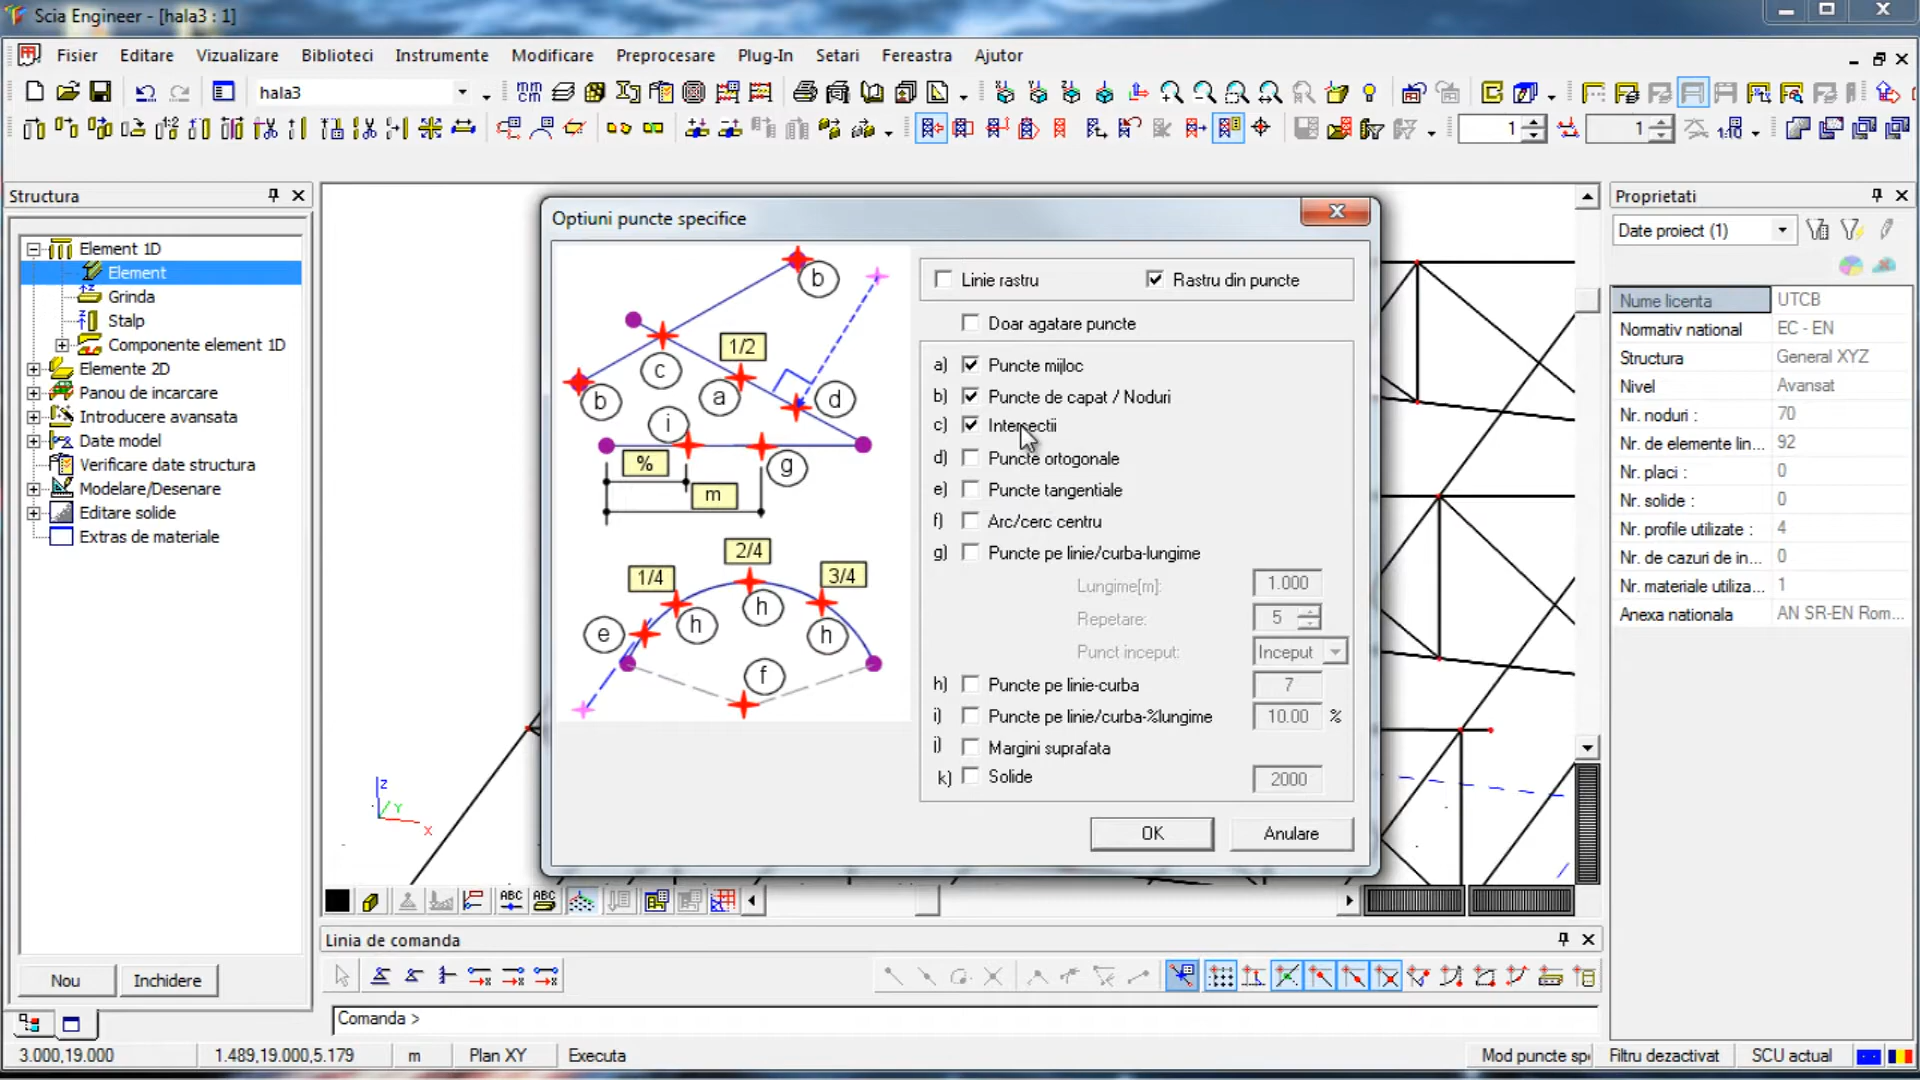 Scia Engineer - [hala3 : 1]
Fisier Editare Vizualizare Biblioteci Instrumente Modificare Preprocesare Plug-In Setari Fereastra Ajutor
hala3
1
1
Structura
Element 1D
Element
Grinda
Stalp
Componente element 1D
Elemente 2D
Panou de incarcare
Introducere avansata
Date model
Verificare date structura
Modelare/Desenare
Editare solide
Extras de materiale
Nou Inchidere
Optiuni puncte specifice
b
1/2
c
a
b
d
i
%
g
m
2/4
1/4
3/4
h
h
h
e
f
Linie rastru Rastru din puncte
Doar agatare puncte
a) Puncte mijloc
b) Puncte de capat / Noduri
c) Intersectii
d) Puncte ortogonale
e) Puncte tangentiale
f) Arc/cerc centru
g) Puncte pe linie/curba-lungime
Lungime[m]: 1.000
Repetare: 5
Punct inceput: Inceput
h) Puncte pe linie-curba 7
i) Puncte pe linie/curba-%lungime 10.00 %
j) Margini suprafata
k) Solide 2000
OK Anulare
z
Y
x
ABC ABC
Proprietati
Date proiect (1)
Nume licenta UTCB
Normativ national EC - EN
Structura General XYZ
Nivel Avansat
Nr. noduri : 70
Nr. de elemente lin... 92
Nr. placi : 0
Nr. solide : 0
Nr. profile utilizate : 4
Nr. de cazuri de in... 0
Nr. materiale utiliza... 1
Anexa nationala AN SR-EN Rom...
Linia de comanda
Comanda >
3.000,19.000 1.489,19.000,5.179 m Plan XY Executa Mod puncte spe Filtru dezactivat SCU actual